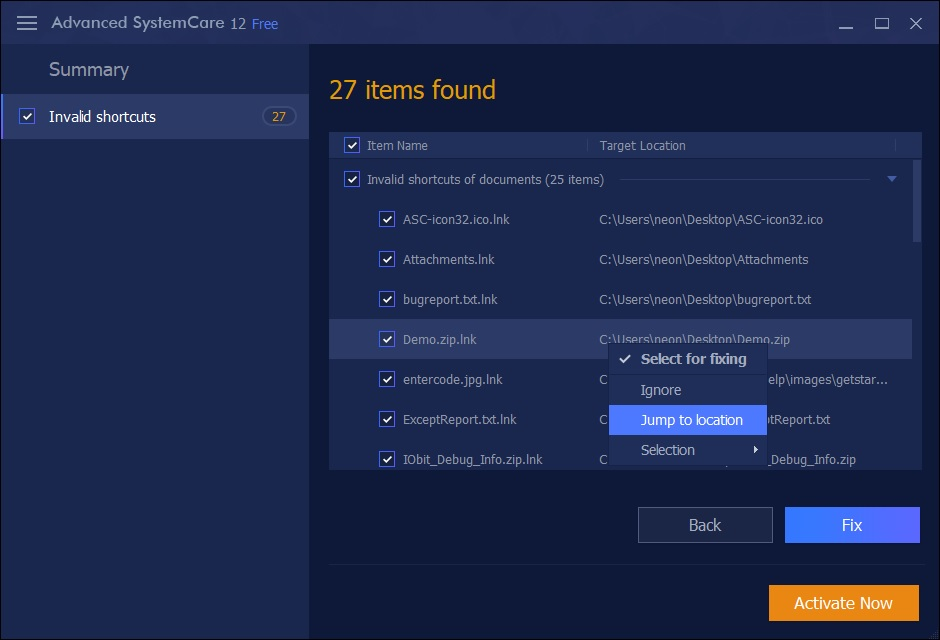 Advanced SystemCare 12 Free
Summary
Invalid shortcuts 27
27 items found
Item Name Target Location
Invalid shortcuts of documents (25 items)
ASC-icon32.ico.lnk C:\Users\neon\Desktop\ASC-icon32.ico
Attachments.lnk C:\Users\neon\Desktop\Attachments
bugreport.txt.lnk C:\Users\neon\Desktop\bugreport.txt
Demo.zip.lnk C:\Users\neon\Desktop\Demo.zip
Select for fixing
entercode.jpg.lnk C elp\images\getstar...
Ignore
ExceptReport.txt.lnk C ptReport.txt
Jump to location
IObit_Debug_Info.zip.lnk C _Debug_Info.zip
Selection
Back Fix
Activate Now